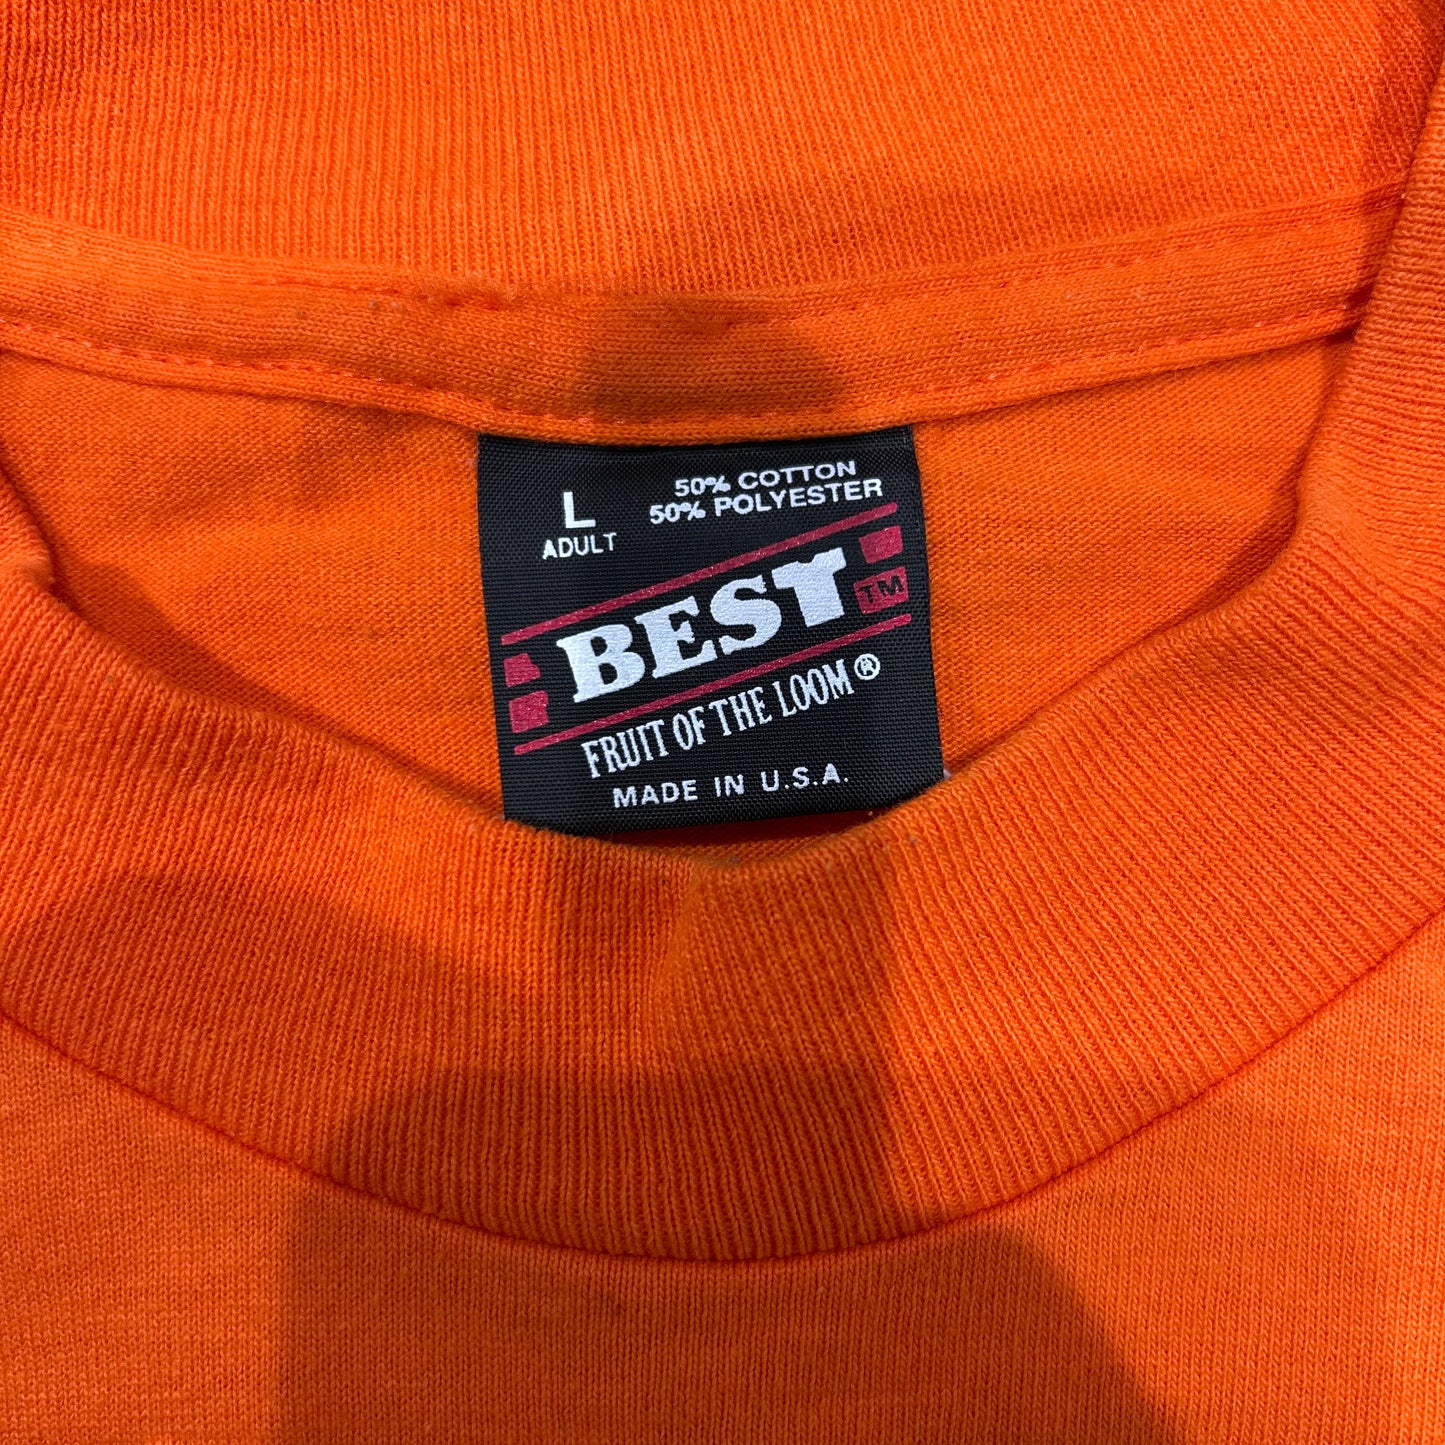 L
ADULT
50% COTTON
50% POLYESTER
BEST TM
FRUIT OF THE LOOM®
MADE IN U.S.A.